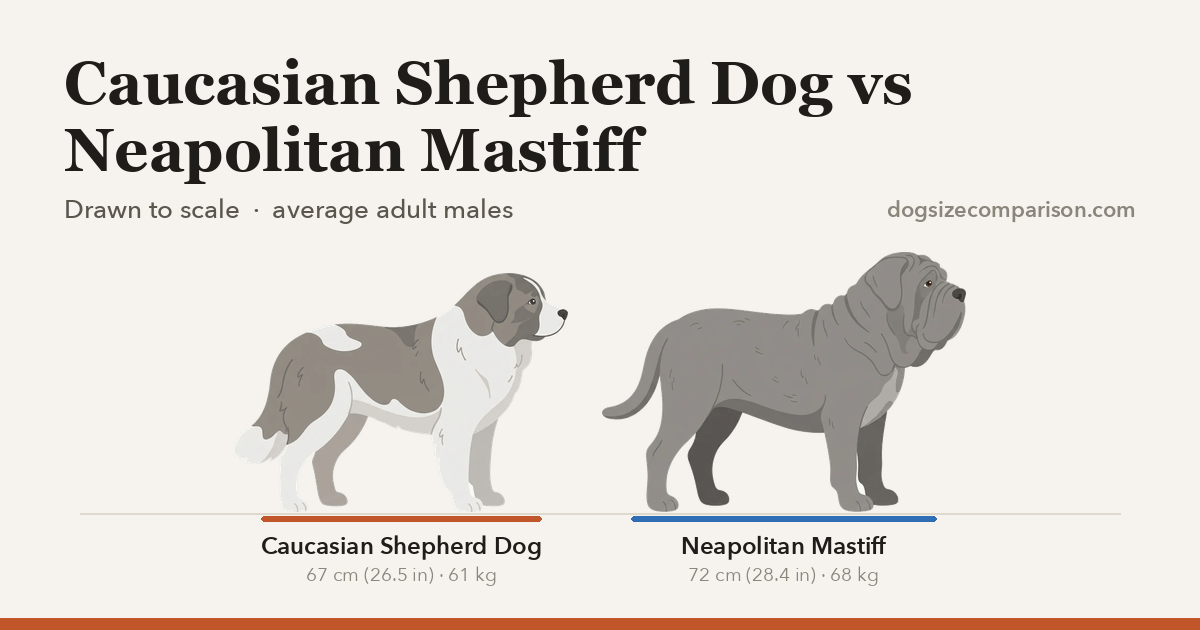 Caucasian Shepherd Dog vs
Neapolitan Mastiff
Drawn to scale · average adult males
dogsizecomparison.com
Caucasian Shepherd Dog
67 cm (26.5 in) · 61 kg
Neapolitan Mastiff
72 cm (28.4 in) · 68 kg